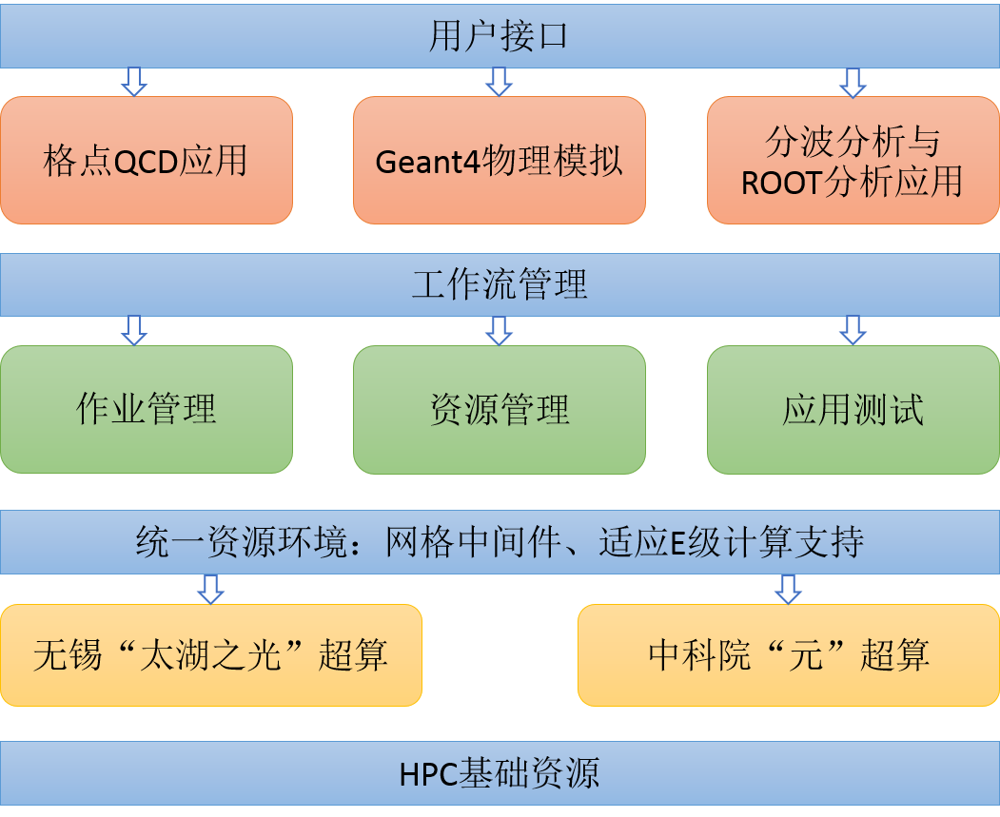 用户接口
格点QCD应用
Geant4物理模拟
分波分析与
ROOT分析应用
工作流管理
作业管理
资源管理
应用测试
统一资源环境：网格中间件、适应E级计算支持
无锡“太湖之光”超算
中科院“元”超算
HPC基础资源